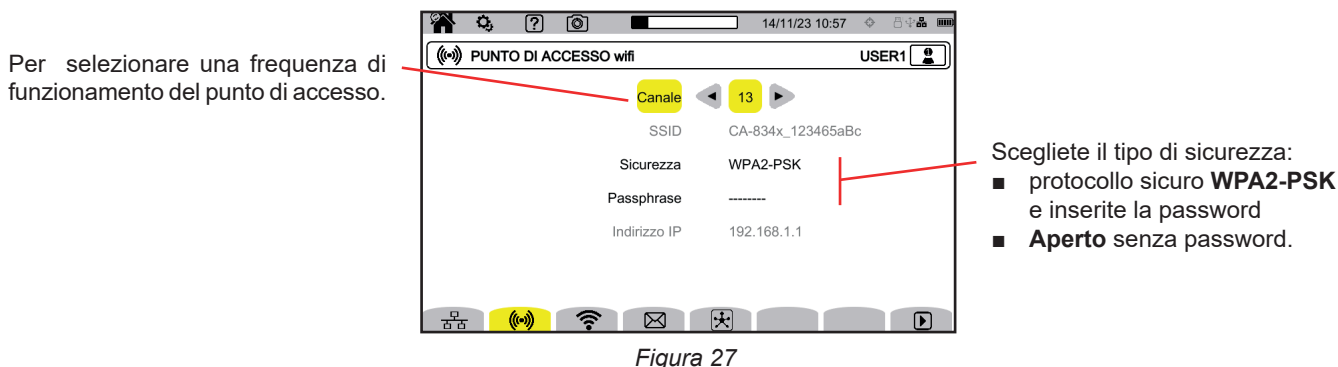 14/11/23 10:57
PUNTO DI ACCESSO wifi USER1
Per selezionare una frequenza di
funzionamento del punto di accesso.
Canale 13
SSID CA-834x_123465aBc
Sicurezza WPA2-PSK
Passphrase --------
Indirizzo IP 192.168.1.1
Scegliete il tipo di sicurezza:
■ protocollo sicuro WPA2-PSK
e inserite la password
■ Aperto senza password.
Figura 27